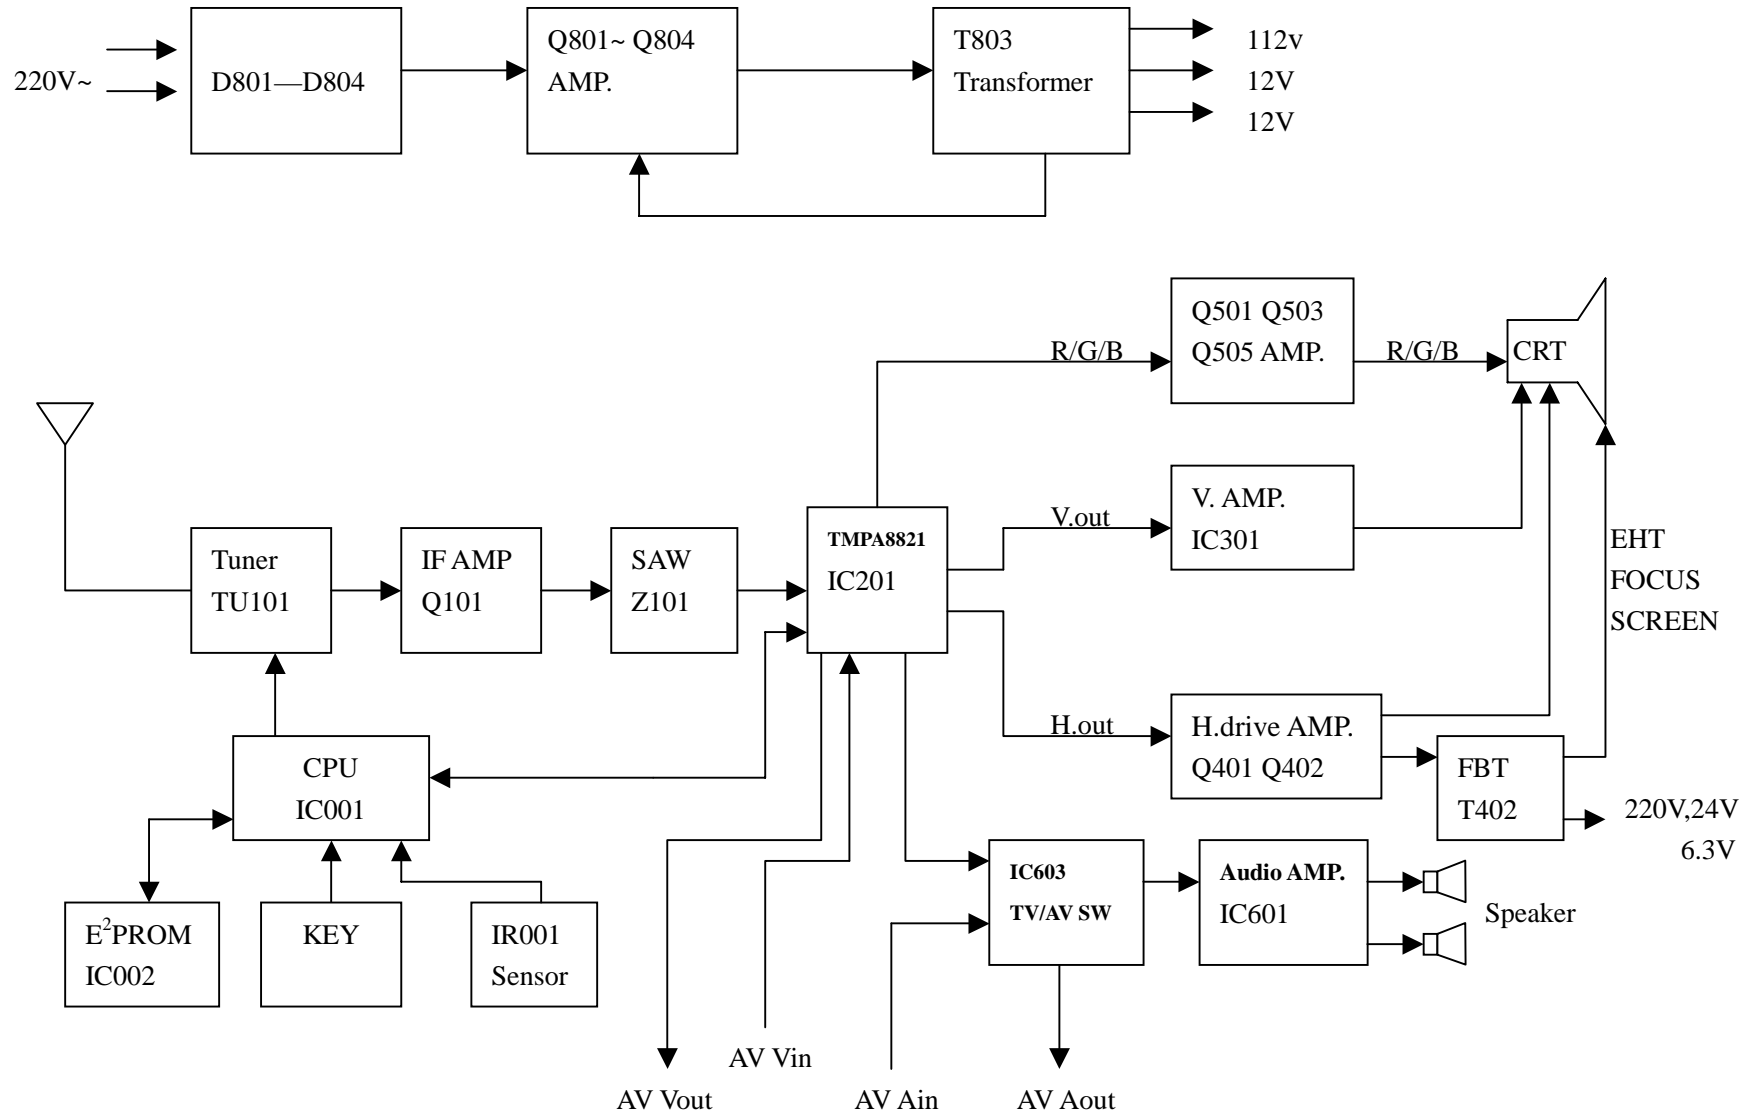 220V~
D801—D804
Q801~ Q804
AMP.
T803
Transformer
112v
12V
12V
Q501 Q503
Q505 AMP.
R/G/B
R/G/B
CRT
V. AMP.
IC301
V.out
TMPA8821
IC201
Tuner
TU101
IF AMP
Q101
SAW
Z101
EHT
FOCUS
SCREEN
H.out
H.drive AMP.
Q401 Q402
FBT
T402
220V,24V
6.3V
CPU
IC001
E²PROM
IC002
KEY
IR001
Sensor
IC603
TV/AV SW
Audio AMP.
IC601
Speaker
AV Vin
AV Vout
AV Ain
AV Aout